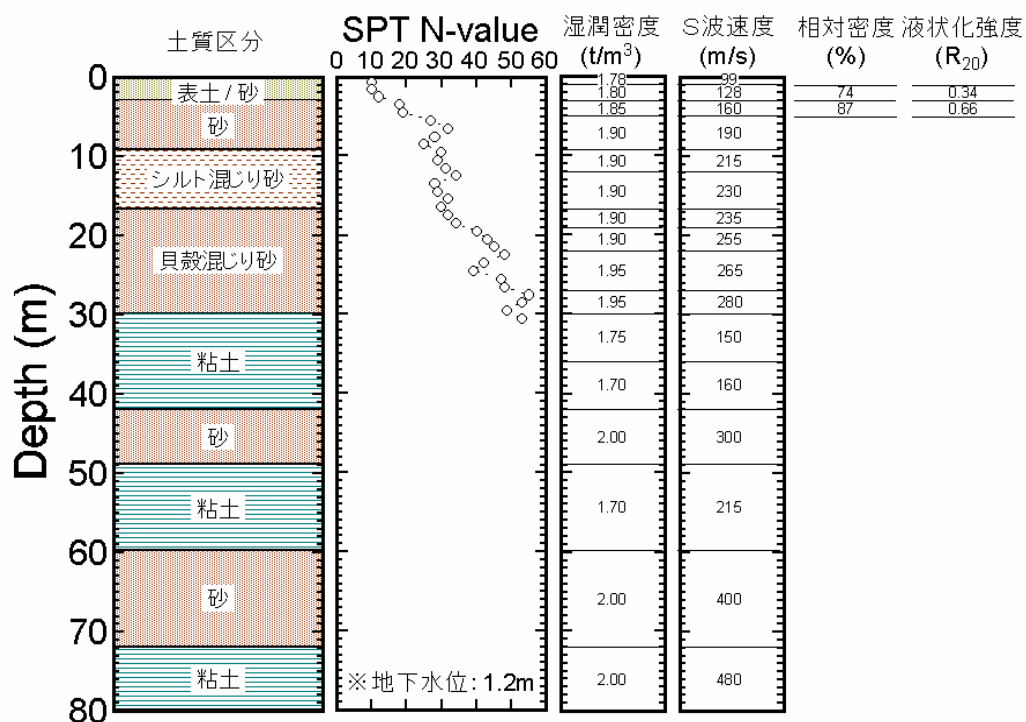 土質区分
SPT N-value
0 10 20 30 40 50 60
湿潤密度
(t/m³)
S波速度
(m/s)
相対密度
(%)
液状化強度
(R₂₀)
Depth (m)
0
10
20
30
40
50
60
70
80
表土/砂
砂
シルト混じり砂
貝殻混じり砂
粘土
砂
粘土
砂
粘土
※地下水位:1.2m
1.78 99
1.80 128 74 0.34
1.85 160 87 0.66
1.90 190
1.90 215
1.90 230
1.90 235
1.90 255
1.95 265
1.95 280
1.75 150
1.70 160
2.00 300
1.70 215
2.00 400
2.00 480